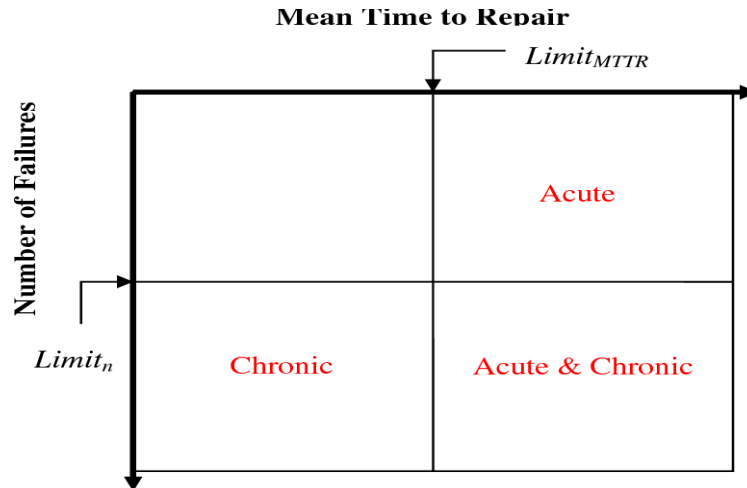 Mean Time to Repair
Limit_MTTR
Number of Failures
Acute
Limit_n
Chronic
Acute & Chronic